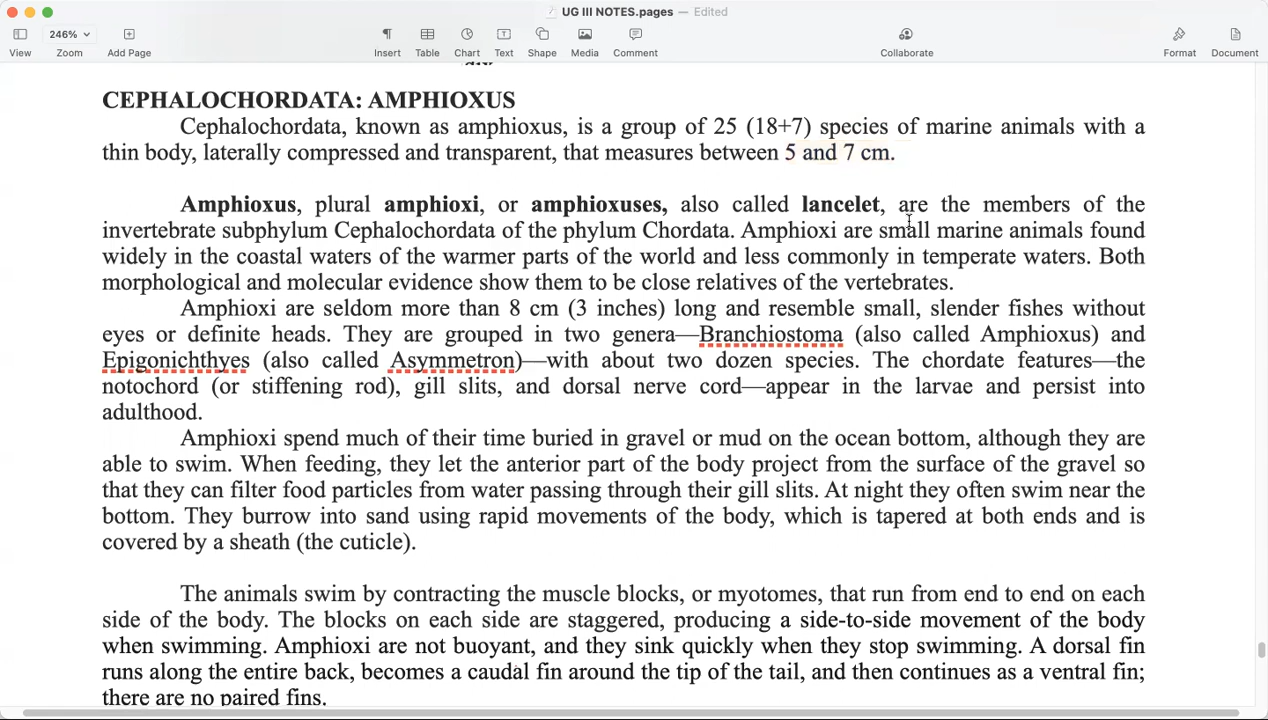 UG III NOTES.pages — Edited
246%
View Zoom Add Page Insert Table Chart Text Shape Media Comment Collaborate Format Document
CEPHALOCHORDATA: AMPHIOXUS
Cephalochordata, known as amphioxus, is a group of 25 (18+7) species of marine animals with a
thin body, laterally compressed and transparent, that measures between 5 and 7 cm.
Amphioxus, plural amphioxi, or amphioxuses, also called lancelet, are the members of the
invertebrate subphylum Cephalochordata of the phylum Chordata. Amphioxi are small marine animals found
widely in the coastal waters of the warmer parts of the world and less commonly in temperate waters. Both
morphological and molecular evidence show them to be close relatives of the vertebrates.
Amphioxi are seldom more than 8 cm (3 inches) long and resemble small, slender fishes without
eyes or definite heads. They are grouped in two genera—Branchiostoma (also called Amphioxus) and
Epigonichthyes (also called Asymmetron)—with about two dozen species. The chordate features—the
notochord (or stiffening rod), gill slits, and dorsal nerve cord—appear in the larvae and persist into
adulthood.
Amphioxi spend much of their time buried in gravel or mud on the ocean bottom, although they are
able to swim. When feeding, they let the anterior part of the body project from the surface of the gravel so
that they can filter food particles from water passing through their gill slits. At night they often swim near the
bottom. They burrow into sand using rapid movements of the body, which is tapered at both ends and is
covered by a sheath (the cuticle).
The animals swim by contracting the muscle blocks, or myotomes, that run from end to end on each
side of the body. The blocks on each side are staggered, producing a side-to-side movement of the body
when swimming. Amphioxi are not buoyant, and they sink quickly when they stop swimming. A dorsal fin
runs along the entire back, becomes a caudal fin around the tip of the tail, and then continues as a ventral fin;
there are no paired fins.